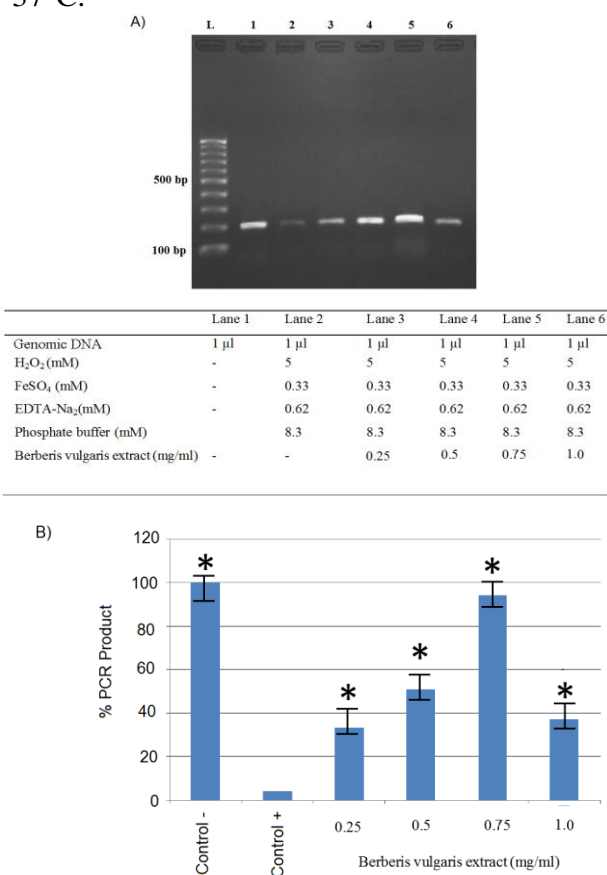 37 C.
A)
L 1 2 3 4 5 6
500 bp
100 bp
Lane 1 Lane 2 Lane 3 Lane 4 Lane 5 Lane 6
Genomic DNA 1 µl 1 µl 1 µl 1 µl 1 µl 1 µl
H₂O₂ (mM) - 5 5 5 5 5
FeSO₄ (mM) - 0.33 0.33 0.33 0.33 0.33
EDTA-Na₂(mM) - 0.62 0.62 0.62 0.62 0.62
Phosphate buffer (mM) 8.3 8.3 8.3 8.3 8.3
Berberis vulgaris extract (mg/ml) - - 0.25 0.5 0.75 1.0
B)
% PCR Product
120
100
80
60
40
20
0
* * * * *
Control - Control + 0.25 0.5 0.75 1.0
Berberis vulgaris extract (mg/ml)